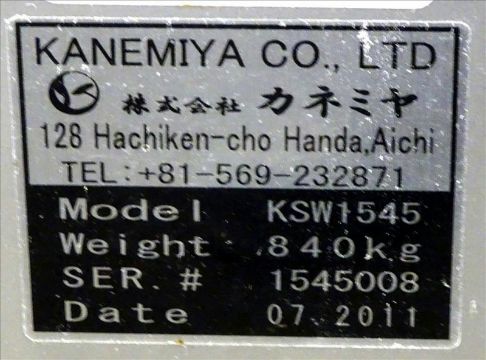 KANEMIYA CO., LTD
株式会社 カネミヤ
128 Hachiken-cho Handa,Aichi
TEL:+81-569-232871
Model KSW1545
Weight 840kg
SER. # 1545008
Date 07.2011